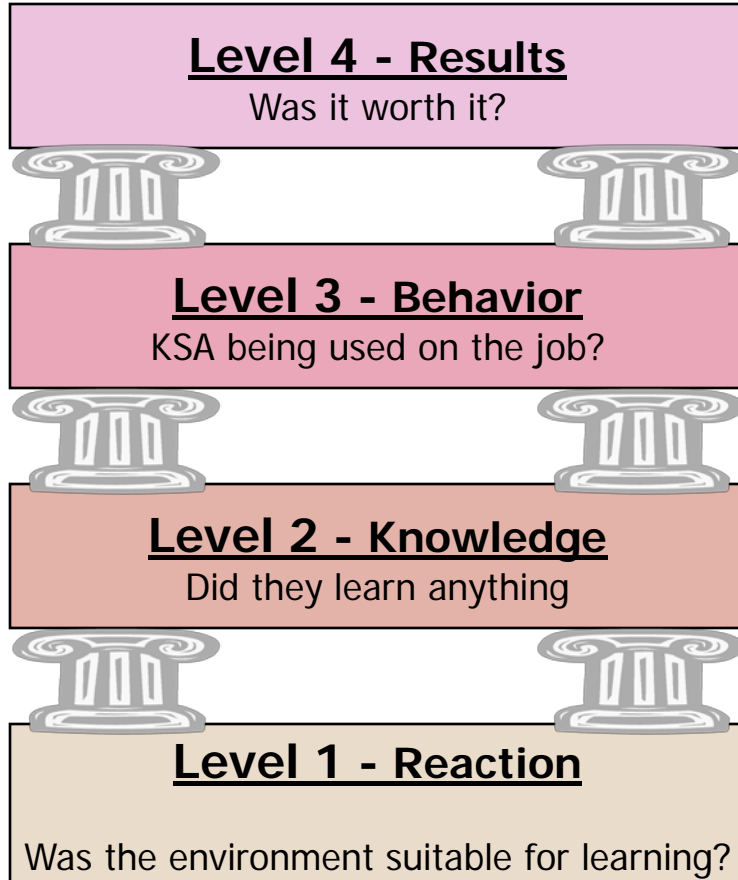 Level 4 - Results
Was it worth it?
Level 3 - Behavior
KSA being used on the job?
Level 2 - Knowledge
Did they learn anything
Level 1 - Reaction
Was the environment suitable for learning?